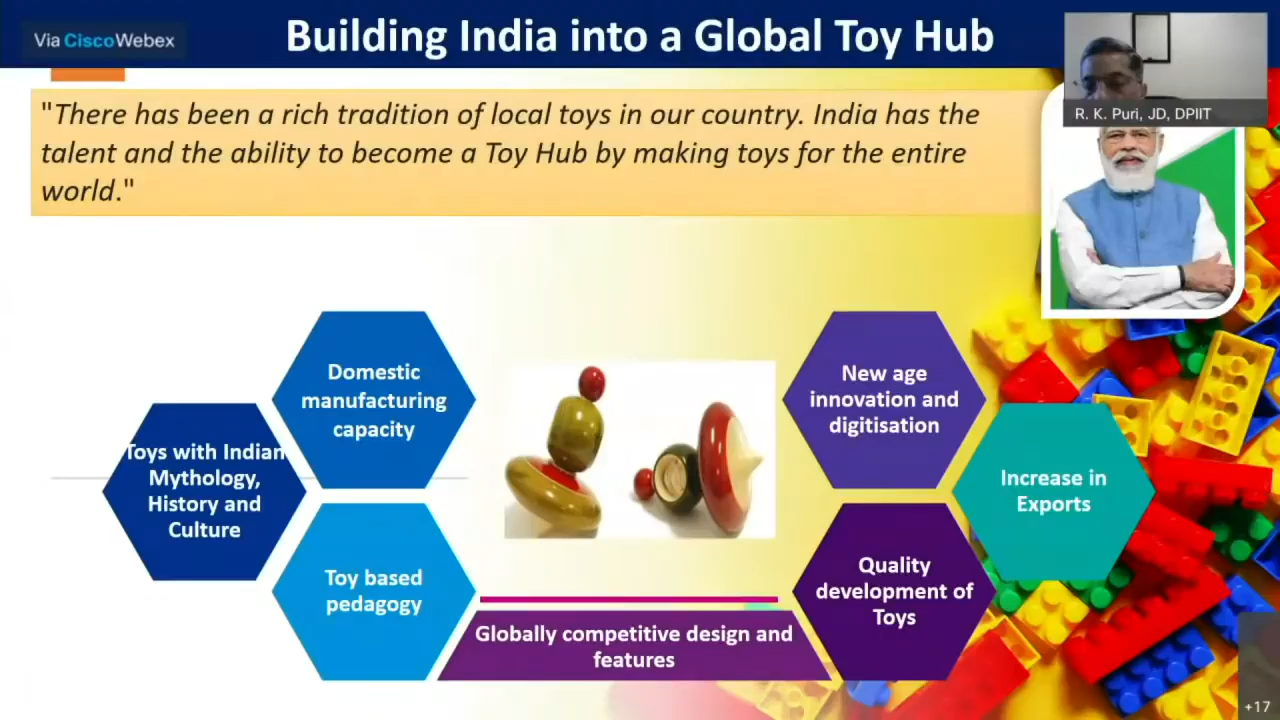 Via CiscoWebex
Building India into a Global Toy Hub
R. K. Puri, JD, DPIIT
"There has been a rich tradition of local toys in our country. India has the
talent and the ability to become a Toy Hub by making toys for the entire
world."
Domestic
manufacturing
capacity
Toys with Indian
Mythology,
History and
Culture
Toy based
pedagogy
Globally competitive design and
features
New age
innovation and
digitisation
Increase in
Exports
Quality
development of
Toys
+17